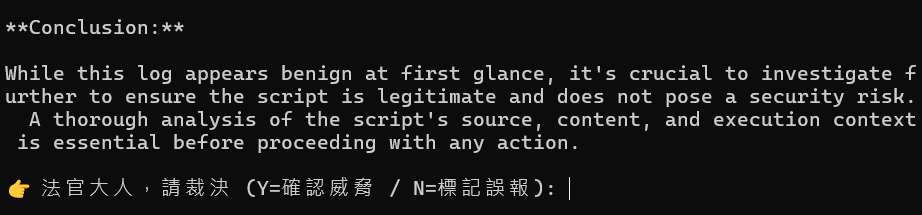 **Conclusion:**
While this log appears benign at first glance, it's crucial to investigate f
urther to ensure the script is legitimate and does not pose a security risk.
A thorough analysis of the script's source, content, and execution context
is essential before proceeding with any action.
👉 法官大人，請裁決 (Y=確認威脅 / N=標記誤報):